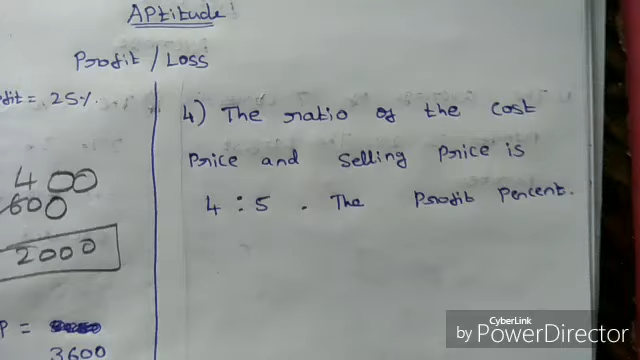 APtitude
Profit / Loss
dit = 25%.
400
600
2000
P =
3600
4) The ratio of the cost
Price and Selling Price is
4 : 5 . The Profit Percent.
CyberLink
by PowerDirector